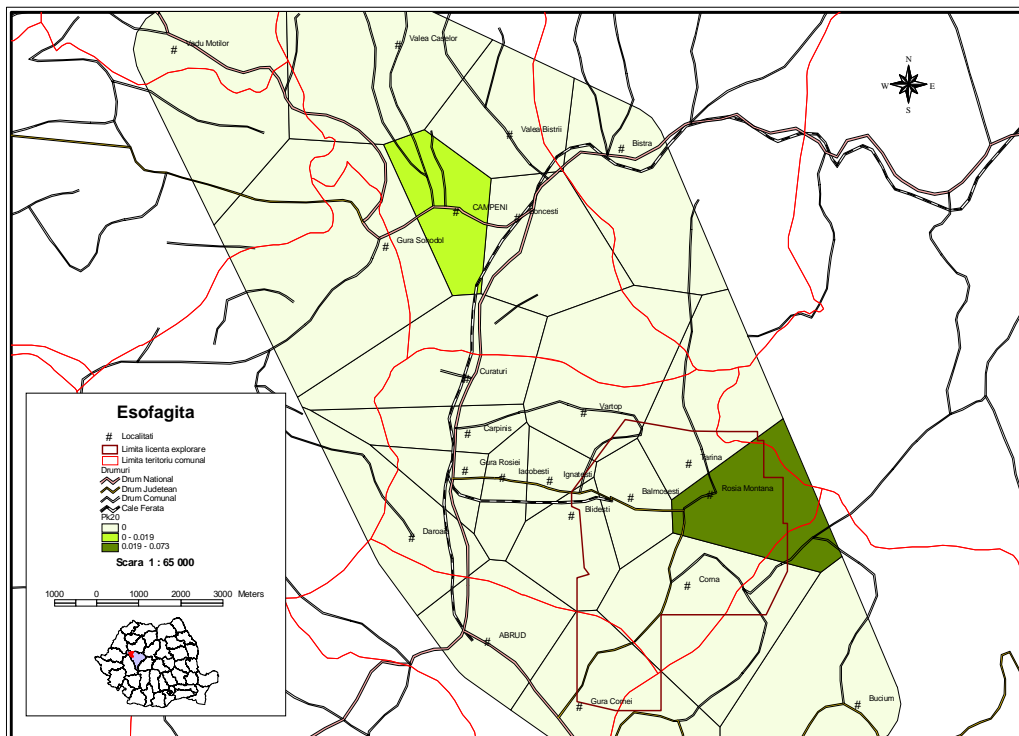 Vadu Motilor
Valea Caselor
N
W E
S
Valea Bistrii
Bistra
CAMPENI
Boncesti
Gura Sohodol
Curaturi
Vartop
Carpinis
Gura Rosiei
Iacobesti
Ignatesti
Tarina
Balmosesti
Rosia Montana
Blidesti
Daroaia
Corna
ABRUD
Gura Cornei
Bucium
Esofagita
# Localitati
Limita licenta explorare
Limita teritoriu comunal
Drumuri
Drum National
Drum Judetean
Drum Comunal
Cale Ferata
Pk20
0
0 - 0.019
0.019 - 0.073
Scara 1 : 65 000
1000 0 1000 2000 3000 Meters